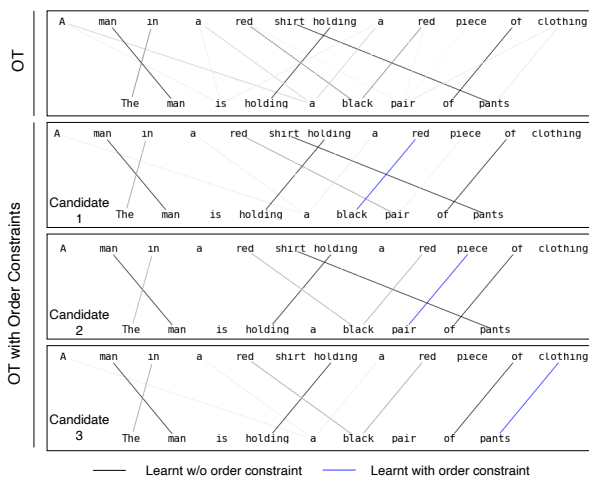 OT
A man in a red shirt holding a red piece of clothing
The man is holding a black pair of pants
OT with Order Constraints
A man in a red shirt holding a red piece of clothing
Candidate
1
The man is holding a black pair of pants
A man in a red shirt holding a red piece of clothing
Candidate
2
The man is holding a black pair of pants
A man in a red shirt holding a red piece of clothing
Candidate
3
The man is holding a black pair of pants
Learnt w/o order constraint
Learnt with order constraint